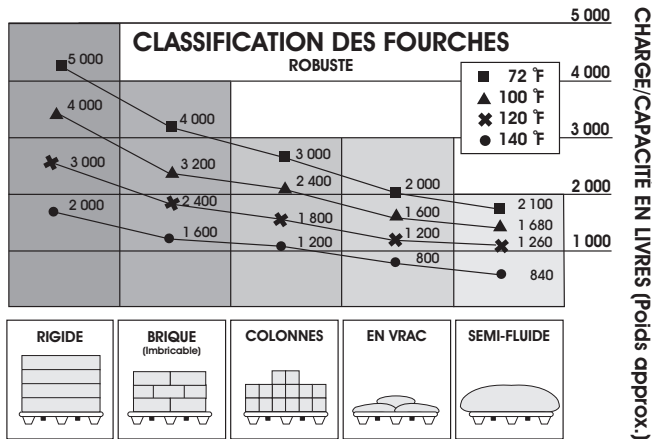 CLASSIFICATION DES FOURCHES
ROBUSTE
5 000
4 000
3 000
2 000
1 000
CHARGE/CAPACITE EN LIVRES (Poids approx.)
72 °F
100 °F
120 °F
140 °F
5 000
4 000
3 000
2 000
4 000
3 200
2 400
1 600
3 000
2 400
1 800
1 200
2 000
1 600
1 200
800
2 100
1 680
1 260
840
RIGIDE
BRIQUE
(Imbricable)
COLONNES
EN VRAC
SEMI-FLUIDE